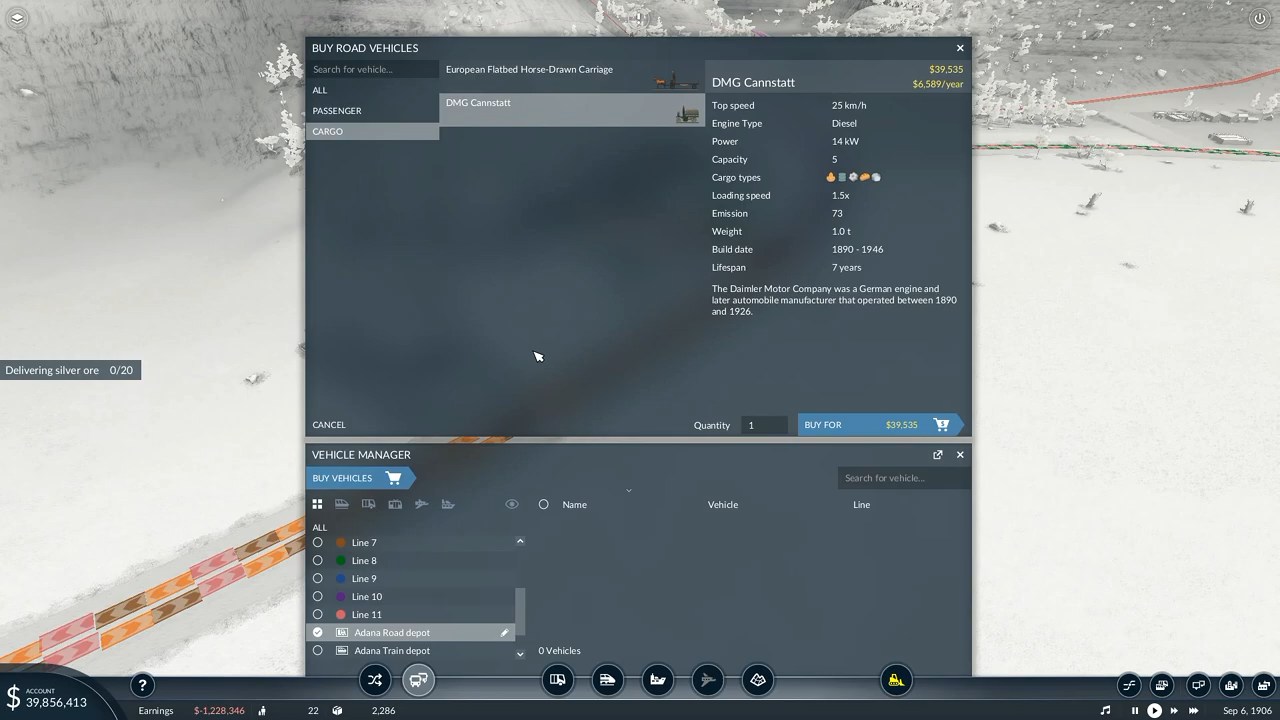 BUY ROAD VEHICLES
Search for vehicle...
ALL
PASSENGER
CARGO
European Flatbed Horse-Drawn Carriage
DMG Cannstatt
DMG Cannstatt
$39,535
$6,589/year
Top speed 25 km/h
Engine Type Diesel
Power 14 kW
Capacity 5
Cargo types
Loading speed 1.5x
Emission 73
Weight 1.0 t
Build date 1890 - 1946
Lifespan 7 years
The Daimler Motor Company was a German engine and
later automobile manufacturer that operated between 1890
and 1926.
Delivering silver ore 0/20
CANCEL
Quantity 1
BUY FOR $39,535
VEHICLE MANAGER
BUY VEHICLES
Search for vehicle...
Name Vehicle Line
ALL
Line 7
Line 8
Line 9
Line 10
Line 11
Adana Road depot
Adana Train depot
0 Vehicles
$ ACCOUNT
39,856,413
?
Earnings $-1,228,346 22 2,286
Sep 6, 1906